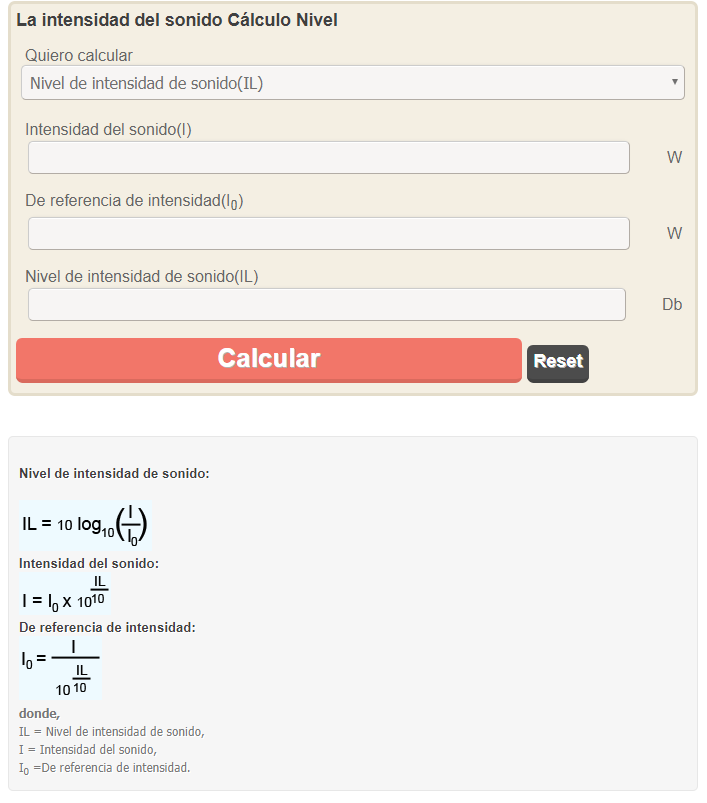 La intensidad del sonido Cálculo Nivel
Quiero calcular
Nivel de intensidad de sonido(IL)
Intensidad del sonido(I)
W
De referencia de intensidad(I₀)
W
Nivel de intensidad de sonido(IL)
Db
Calcular Reset
Nivel de intensidad de sonido:
IL = 10 log₁₀(I/I₀)
Intensidad del sonido:
I = I₀ x 10^(IL/10)
De referencia de intensidad:
I₀ = I/10^(IL/10)
donde,
IL = Nivel de intensidad de sonido,
I = Intensidad del sonido,
I₀ =De referencia de intensidad.